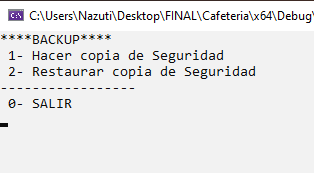 C:\Users\Nazuti\Desktop\FINAL\Cafeteria\x64\Debug\
****BACKUP****
1- Hacer copia de Seguridad
2- Restaurar copia de Seguridad
-----------------
0- SALIR